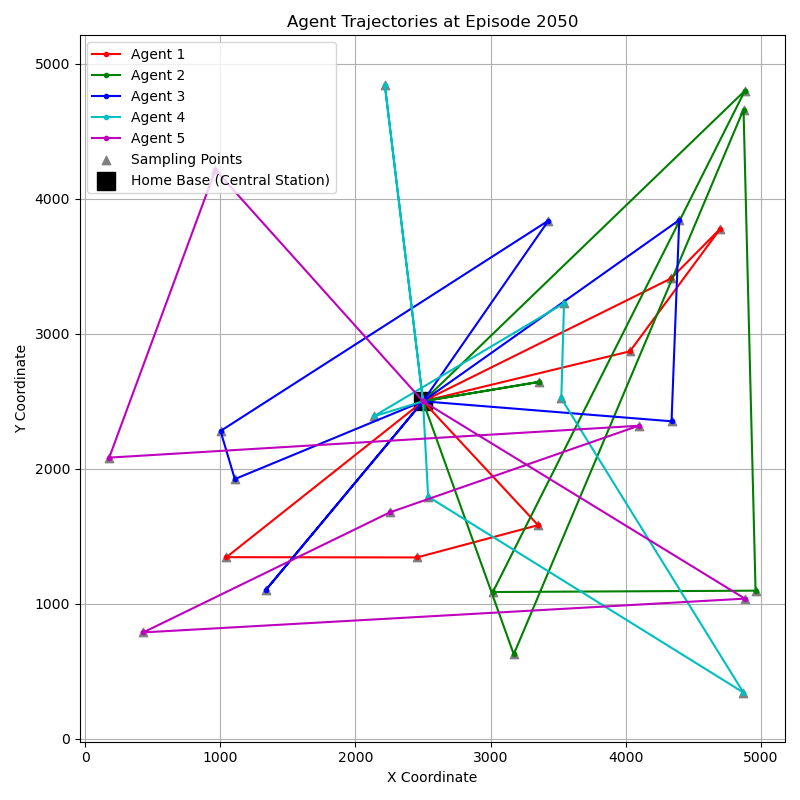 Agent Trajectories at Episode 2050
Agent 1
Agent 2
Agent 3
Agent 4
Agent 5
Sampling Points
Home Base (Central Station)
Y Coordinate
5000
4000
3000
2000
1000
0
0 1000 2000 3000 4000 5000
X Coordinate